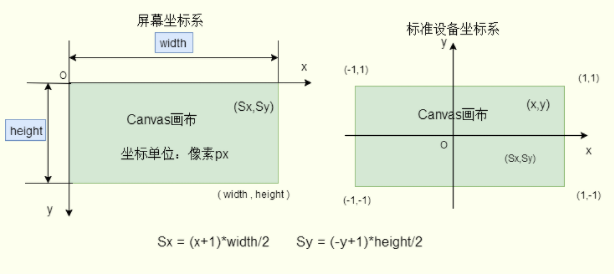 屏幕坐标系
width
O
x
height
(Sx,Sy)
Canvas画布
坐标单位：像素px
( width , height )
y
标准设备坐标系
y
(-1,1)
(1,1)
(x,y)
Canvas画布
O
x
(Sx,Sy)
(-1,-1)
(1,-1)
Sx = (x+1)*width/2 Sy = (-y+1)*height/2